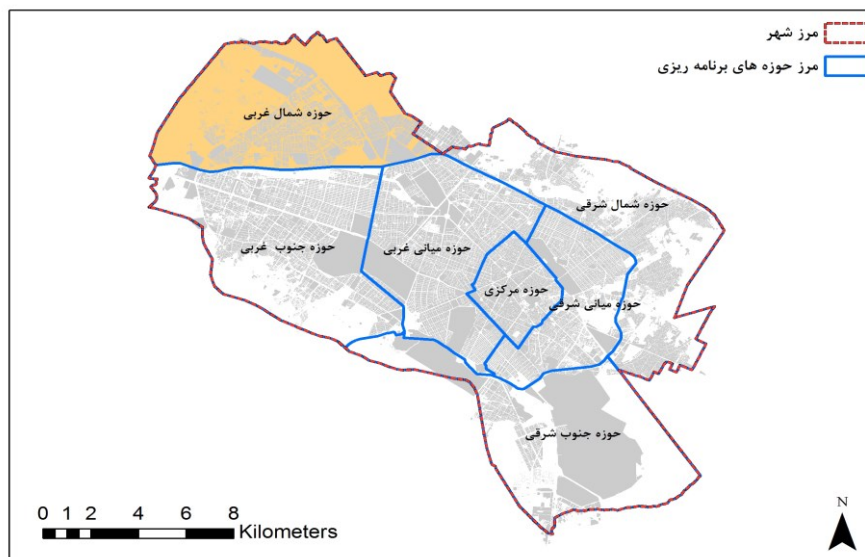 مرز شهر
مرز حوزه های برنامه ریزی
حوزه شمال غربی
حوزه شمال شرقی
حوزه جنوب غربی
حوزه میانی غربی
حوزه مرکزی
حوزه میانی شرقی
حوزه جنوب شرقی
0 1 2 4 6 8
Kilometers
N